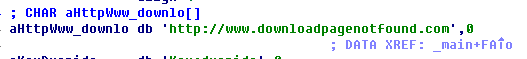 ; CHAR aHttpWww_downlo[]
aHttpWww_downlo db 'http://www.downloadpagenotfound.com',0
; DATA XREF: _main+FA↑o